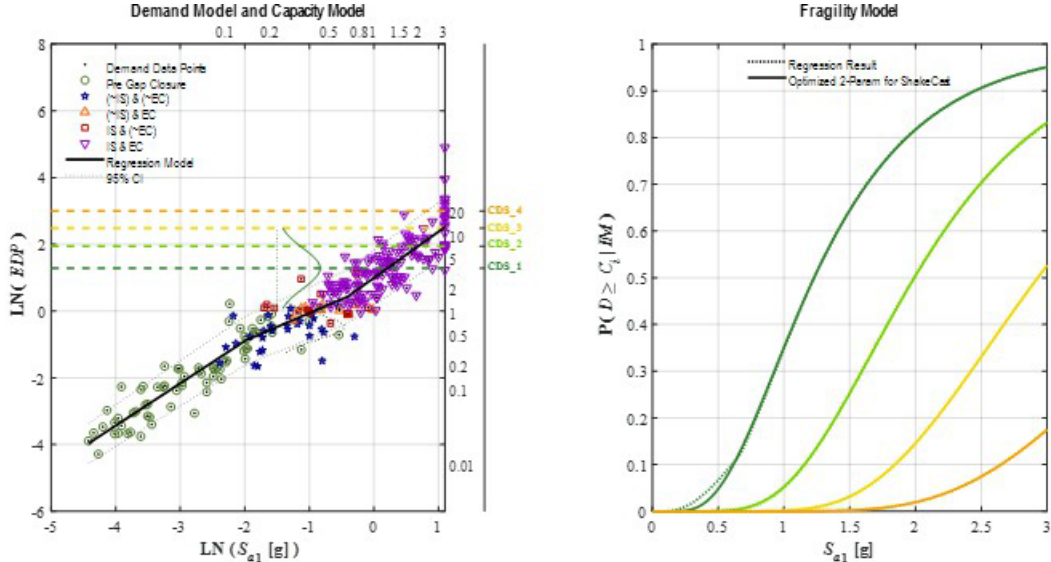 Demand Model and Capacity Model
0.1 0.2 0.5 0.8 1 1.5 2 3
8
6
4
2
0
-2
-4
-6
LN( EDP)
Demand Data Points
Pre Gap Closure
(~IS) & (~EC)
(~IS) & EC
IS & (~EC)
IS & EC
Regression Model
95% CI
20
10
5
2
1
0.5
0.2
0.1
0.01
CDS_4
CDS_3
CDS_2
CDS_1
-5 -4 -3 -2 -1 0 1
LN (Sa1 [g])
Fragility Model
Regression Result
Optimized 2-Param for ShakeCast
1
0.9
0.8
0.7
0.6
0.5
0.4
0.3
0.2
0.1
0
P( D ≥ Ci | IM)
0 0.5 1 1.5 2 2.5 3
Sa1 [g]